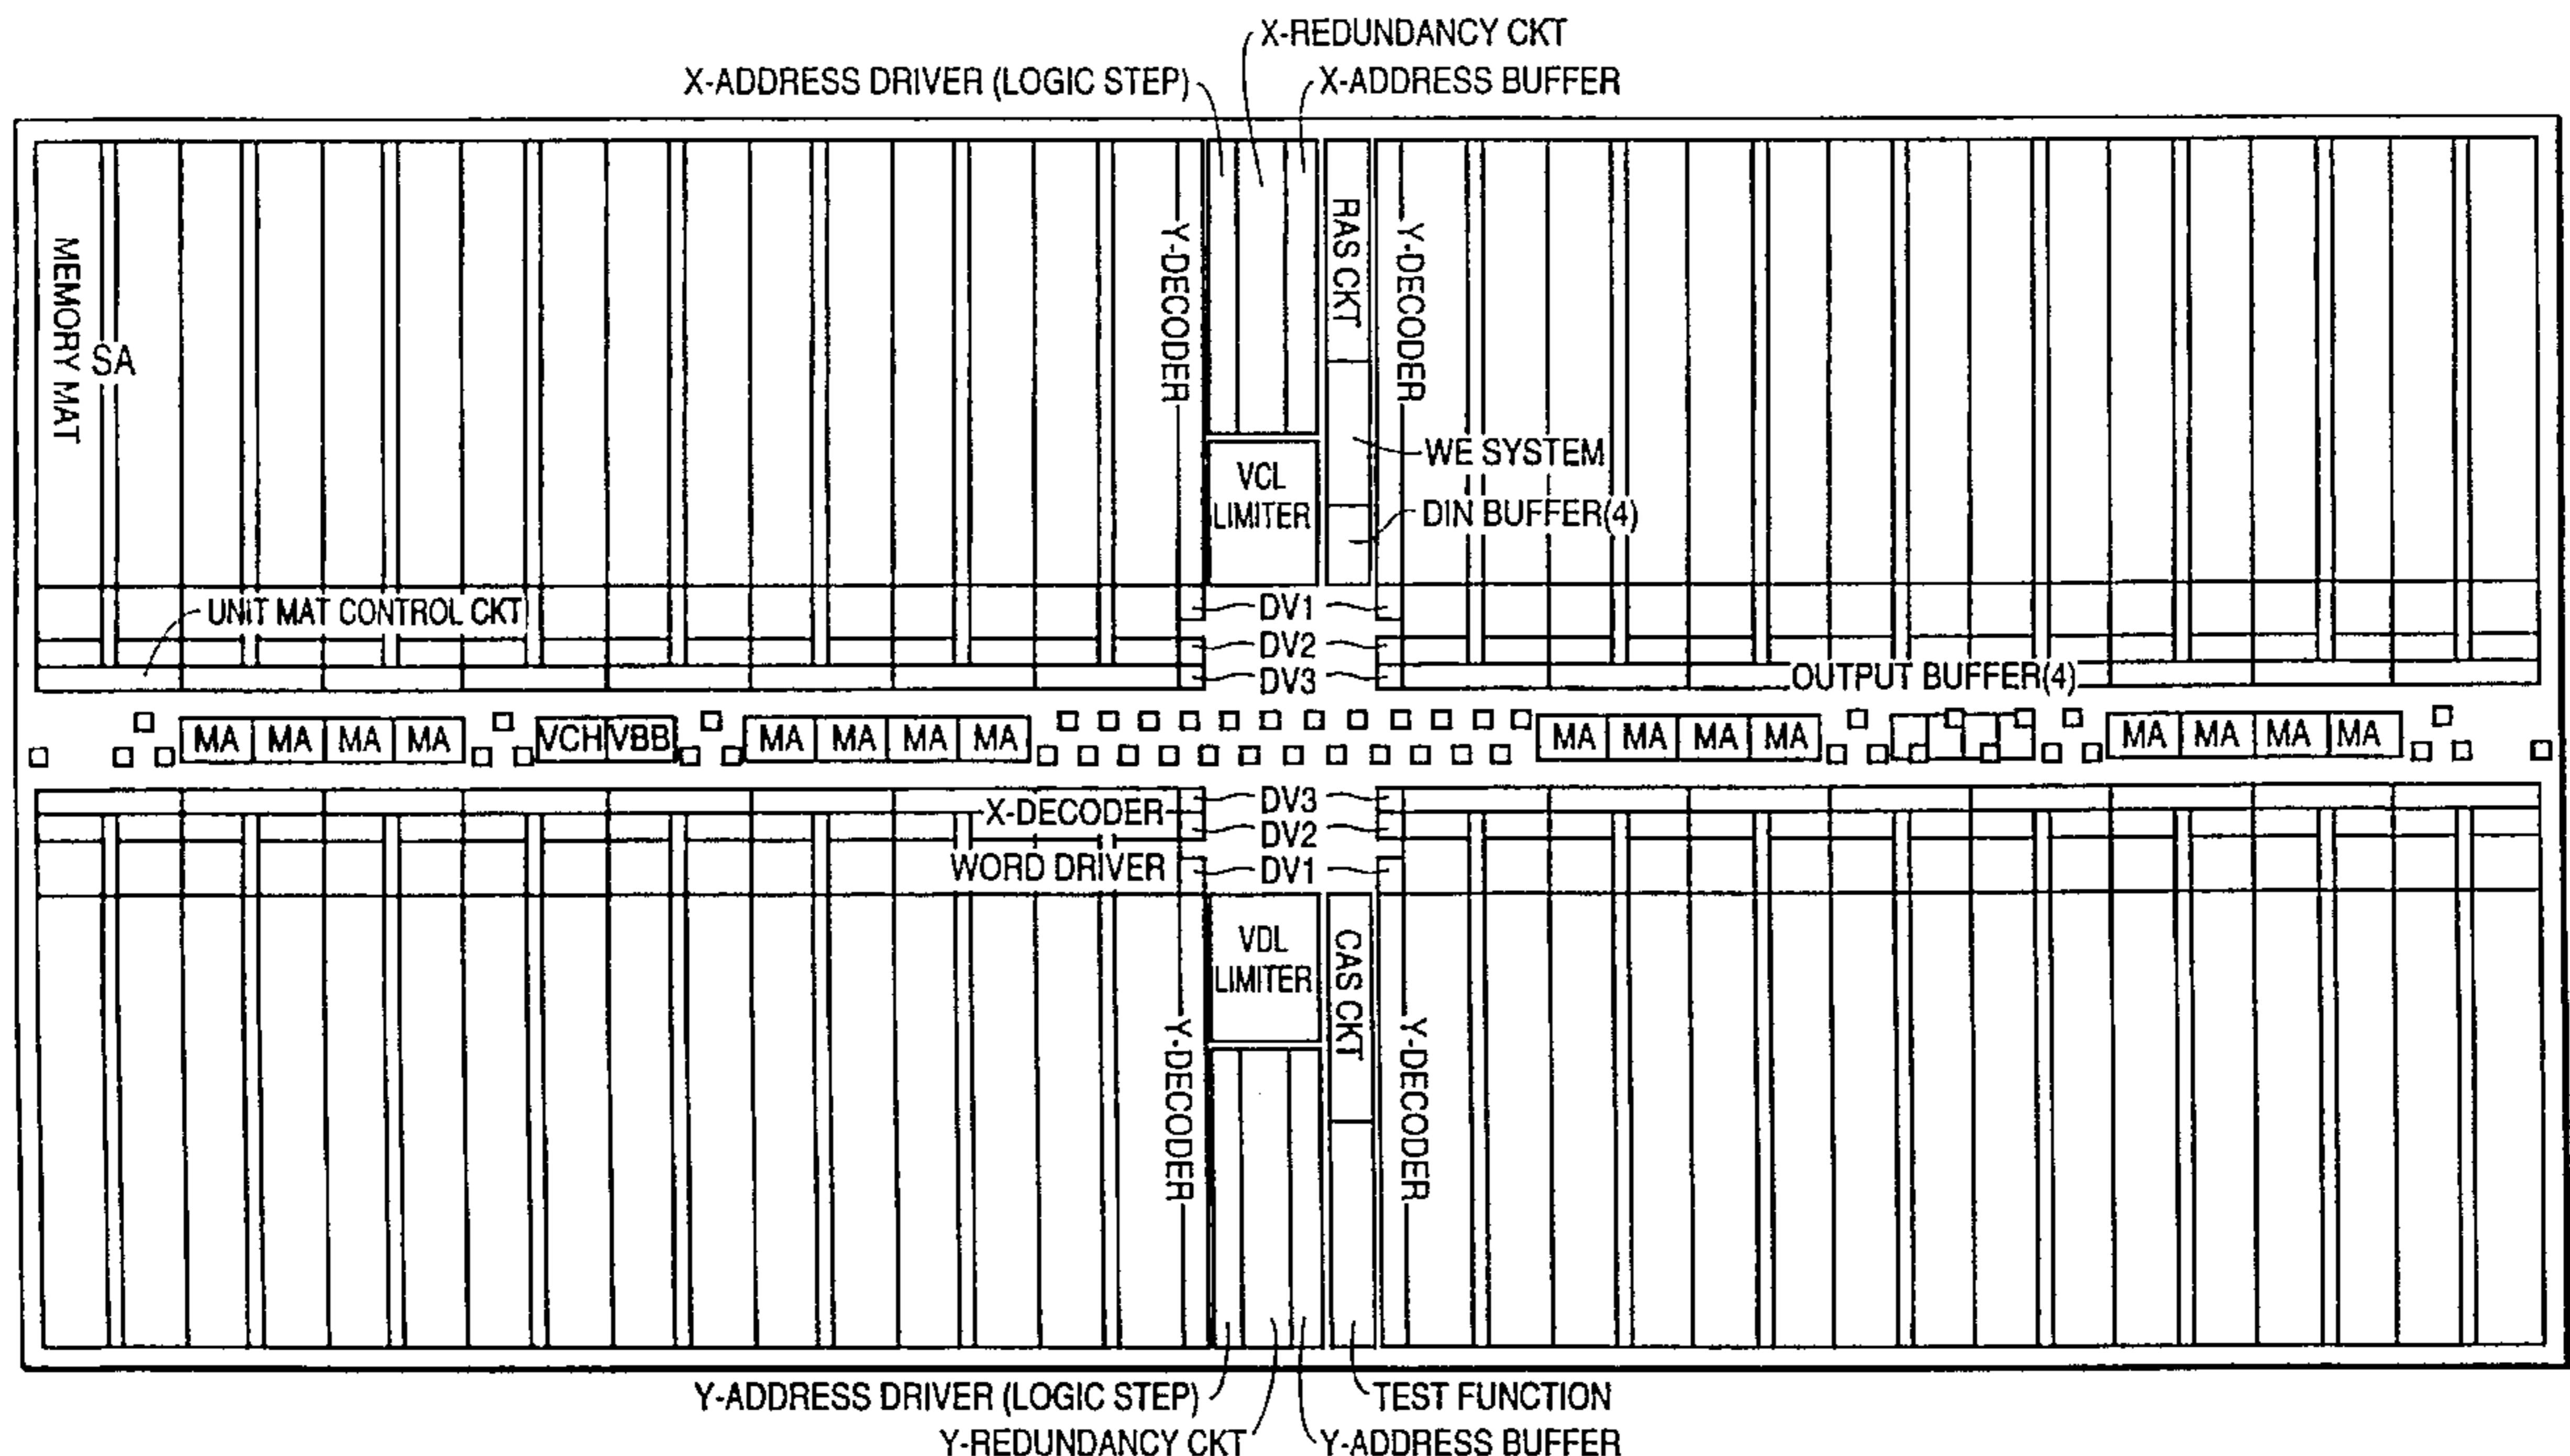 X-REDUNDANCY CKT
X-ADDRESS DRIVER (LOGIC STEP)
X-ADDRESS BUFFER
MEMORY MAT
SA
Y-DECODER
RAS CKT
Y-DECODER
VCL
LIMITER
WE SYSTEM
DIN BUFFER(4)
UNIT MAT CONTROL CKT
DV1
DV2
DV3
OUTPUT BUFFER(4)
MA MA MA MA VCH VBB MA MA MA MA MA MA MA MA MA MA MA MA
X-DECODER
DV3
DV2
WORD DRIVER
DV1
VDL
LIMITER
CAS CKT
Y-DECODER
Y-DECODER
Y-ADDRESS DRIVER (LOGIC STEP)
TEST FUNCTION
Y-REDUNDANCY CKT
Y-ADDRESS BUFFER